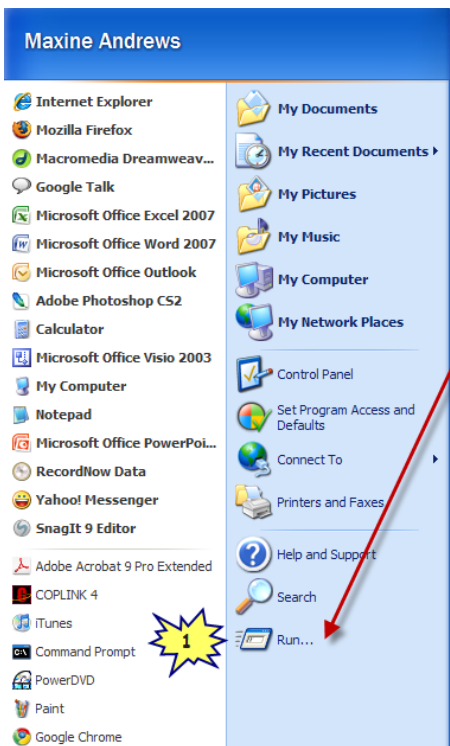 Maxine Andrews
Internet Explorer
Mozilla Firefox
Macromedia Dreamweav...
Google Talk
Microsoft Office Excel 2007
Microsoft Office Word 2007
Microsoft Office Outlook
Adobe Photoshop CS2
Calculator
Microsoft Office Visio 2003
My Computer
Notepad
Microsoft Office PowerPoi...
RecordNow Data
Yahoo! Messenger
SnagIt 9 Editor
Adobe Acrobat 9 Pro Extended
COPLINK 4
iTunes
Command Prompt
PowerDVD
Paint
Google Chrome
1
My Documents
My Recent Documents
My Pictures
My Music
My Computer
My Network Places
Control Panel
Set Program Access and
Defaults
Connect To
Printers and Faxes
Help and Support
Search
Run...